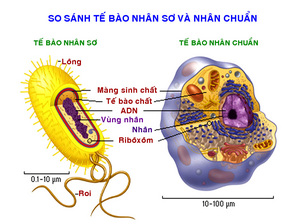 SO SÁNH TẾ BÀO NHÂN SƠ VÀ NHÂN CHUẨN
TẾ BÀO NHÂN SƠ
TẾ BÀO NHÂN CHUẨN
Lông
Màng sinh chất
Tế bào chất
ADN
Vùng nhân
Nhân
Ribôxôm
0.1–10 µm
Roi
10–100 µm